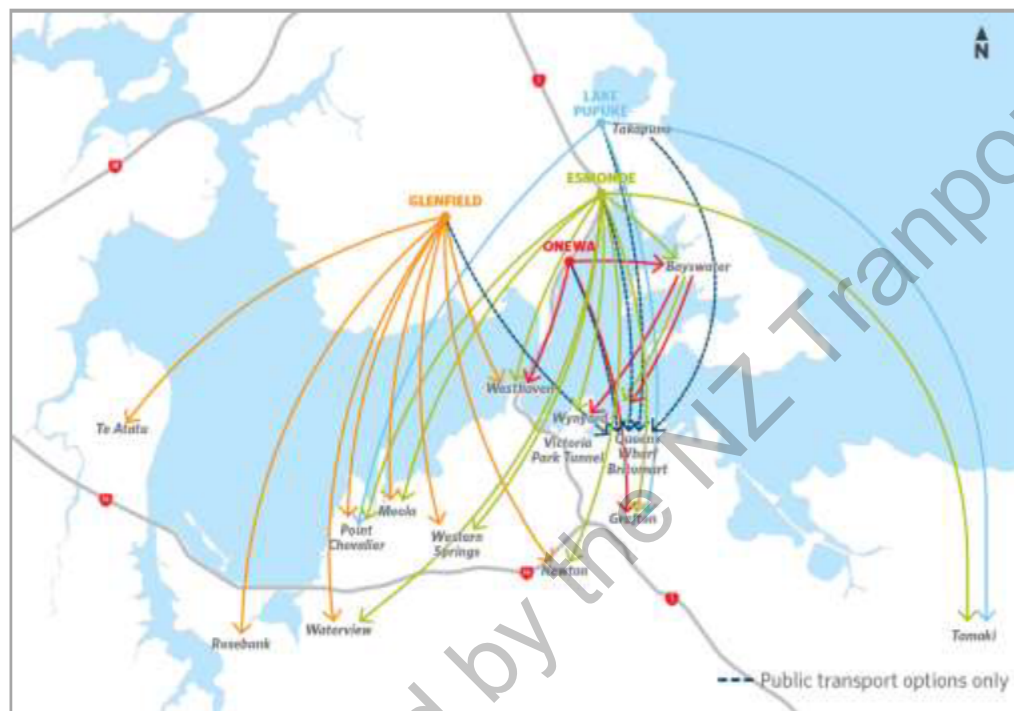 N
LAKE
PUPUKE
Takapuna
ESMONDE
GLENFIELD
ONEWA
Bayswater
Westhaven
Te Atatu
Wynyard
Victoria
Park Tunnel
Queens
Wharf
Britomart
Meola
Point
Chevalier
Western
Springs
Grafton
Newton
Rosebank
Waterview
Tamaki
Public transport options only
d by the NZ Tranpor